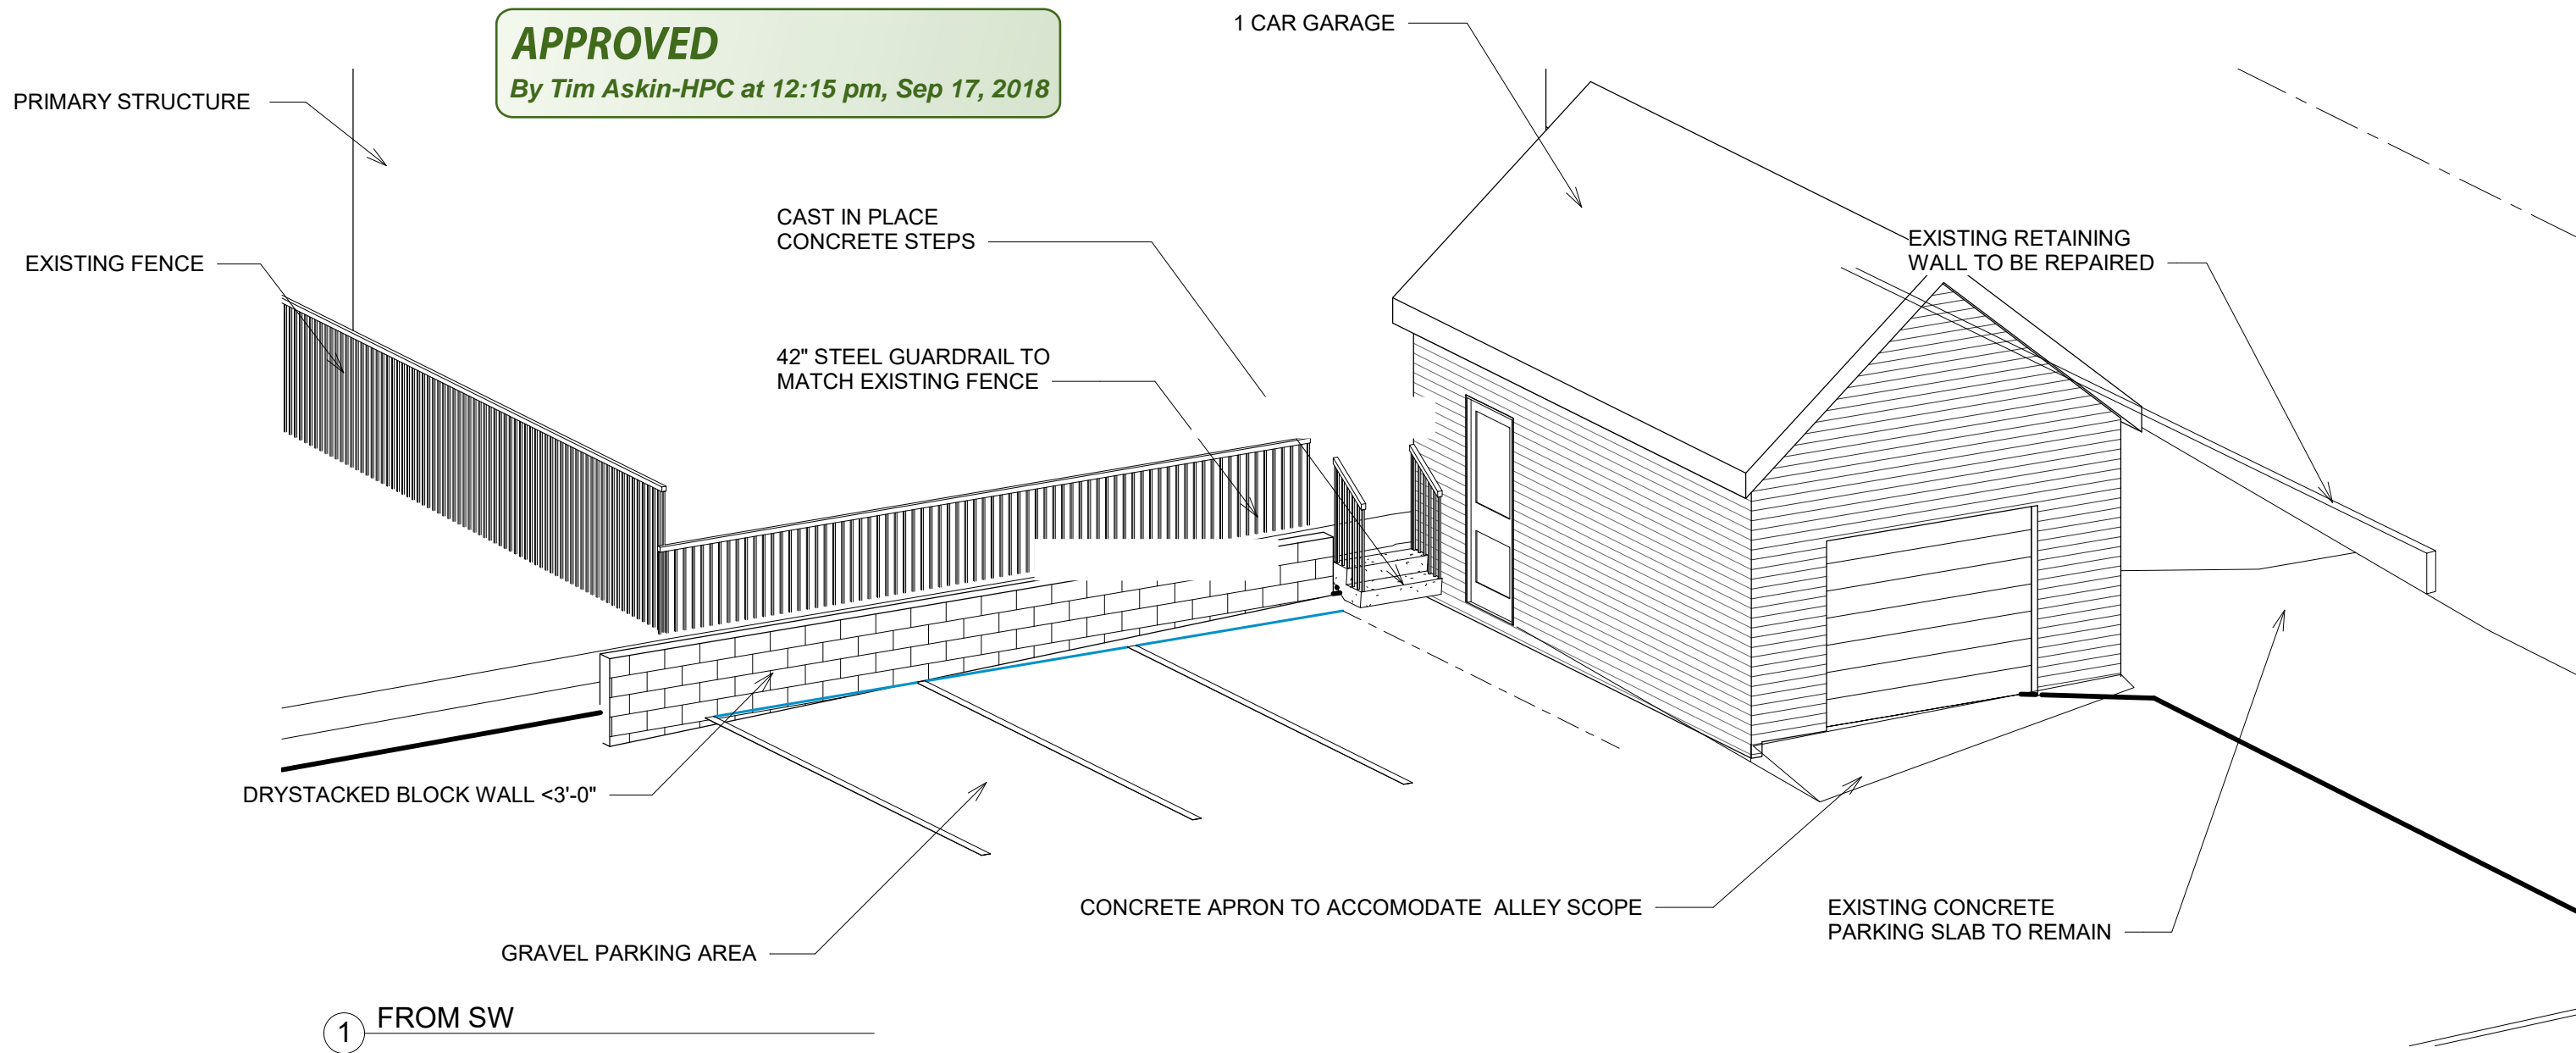 APPROVED
By Tim Askin-HPC at 12:15 pm, Sep 17, 2018
1 CAR GARAGE
PRIMARY STRUCTURE
CAST IN PLACE
CONCRETE STEPS
EXISTING RETAINING
WALL TO BE REPAIRED
EXISTING FENCE
42" STEEL GUARDRAIL TO
MATCH EXISTING FENCE
DRYSTACKED BLOCK WALL <3'-0"
CONCRETE APRON TO ACCOMODATE  ALLEY SCOPE
EXISTING CONCRETE
PARKING SLAB TO REMAIN
GRAVEL PARKING AREA
1 FROM SW